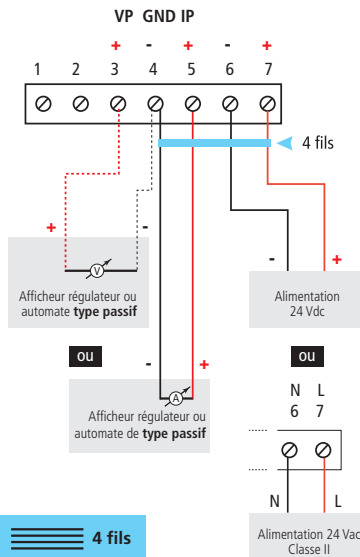 VP GND IP
+ - + - +
1 2 3 4 5 6 7
4 fils
+ -
V
Afficheur régulateur ou
automate type passif
- +
Alimentation
24 Vdc
ou
ou
- +
A
Afficheur régulateur ou
automate de type passif
N L
6 7
N L
4 fils
Alimentation 24 Vac
Classe II